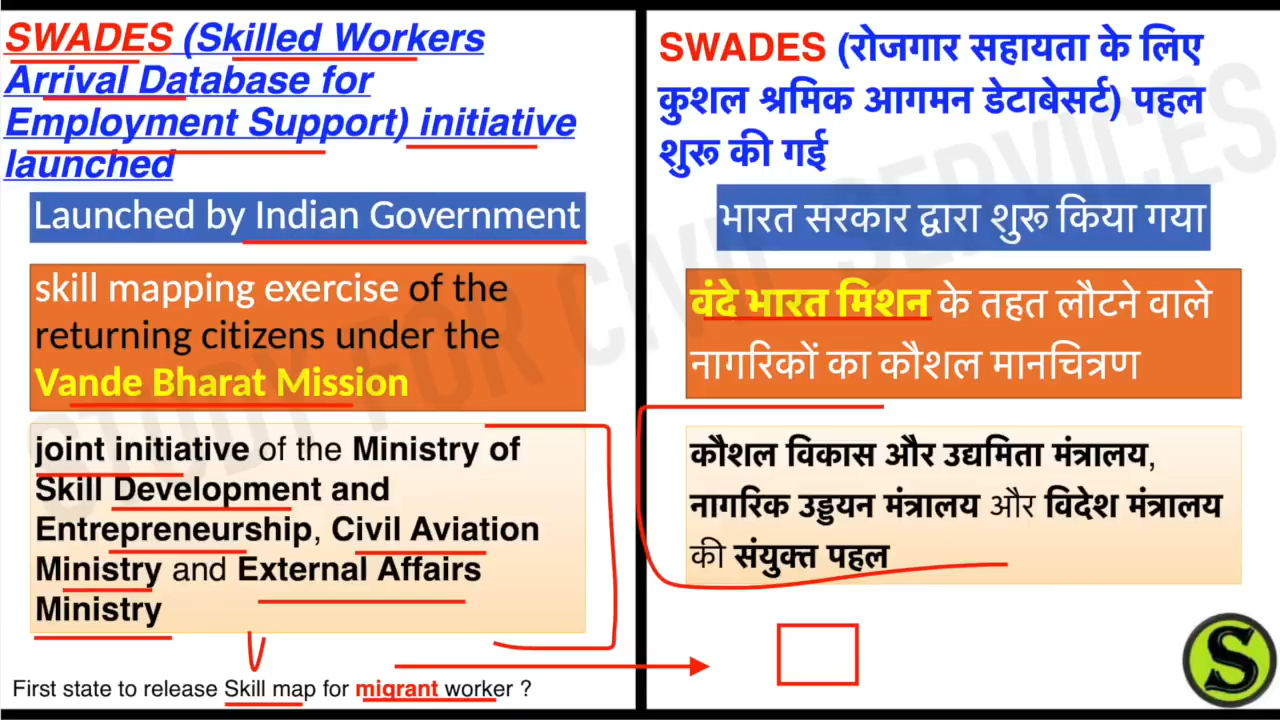 SWADES (Skilled Workers
Arrival Database for
Employment Support) initiative
launched
Launched by Indian Government
skill mapping exercise of the
returning citizens under the
Vande Bharat Mission
joint initiative of the Ministry of
Skill Development and
Entrepreneurship, Civil Aviation
Ministry and External Affairs
Ministry
First state to release Skill map for migrant worker ?
SWADES (रोजगार सहायता के लिए
कुशल श्रमिक आगमन डेटाबेसर्ट) पहल
शुरू की गई
भारत सरकार द्वारा शुरू किया गया
वंदे भारत मिशन के तहत लौटने वाले
नागरिकों का कौशल मानचित्रण
कौशल विकास और उद्यमिता मंत्रालय,
नागरिक उड्डयन मंत्रालय और विदेश मंत्रालय
की संयुक्त पहल
STUDY FOR CIVIL SERVICES
S